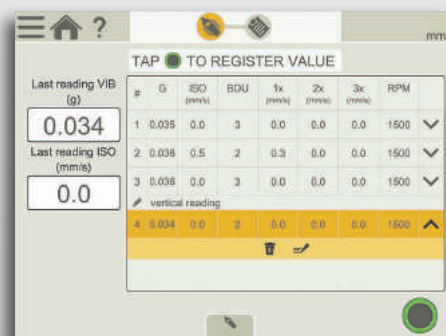 ?
mm
TAP TO REGISTER VALUE
Last reading VIB
(g)
0.034
Last reading ISO
(mm/s)
0.0
# G ISO (mm/s) BDU 1x (mm/s) 2x (mm/s) 3x (mm/s) RPM
1 0.035 0.0 3 0.0 0.0 0.0 1500
2 0.036 0.5 2 0.3 0.0 0.0 1500
3 0.036 0.0 3 0.0 0.0 0.0 1500
vertical reading
4 0.034 0.0 2 0.0 0.0 0.0 1500